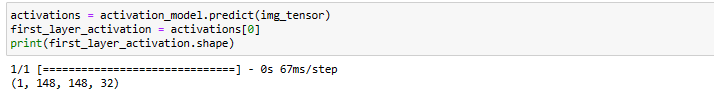 activations = activation_model.predict(img_tensor)
first_layer_activation = activations[0]
print(first_layer_activation.shape)
1/1 [==============================] - 0s 67ms/step
(1, 148, 148, 32)